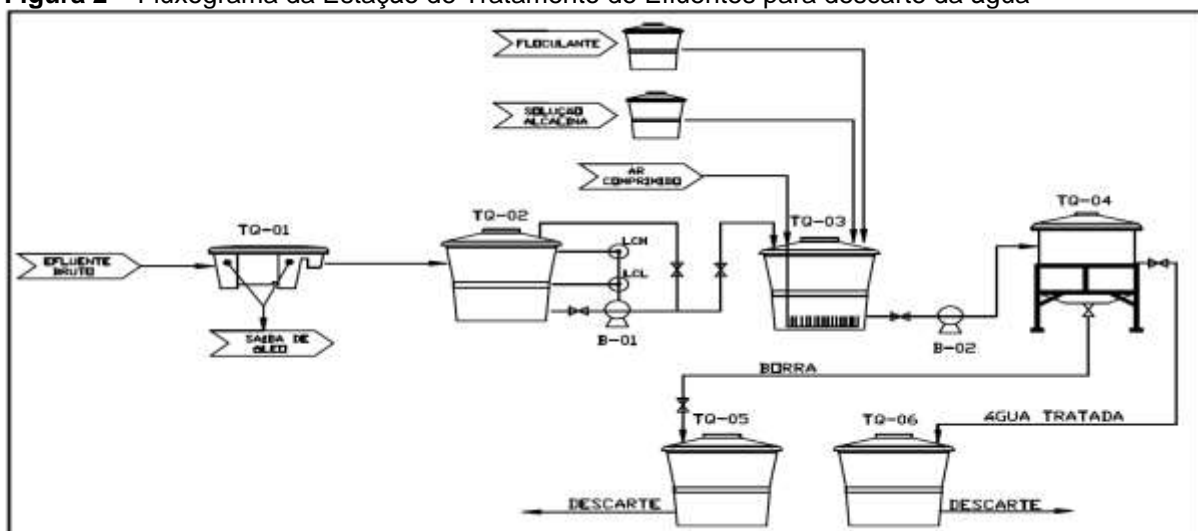 Figura 2 – Fluxograma da Estação de Tratamento de Efluentes para descarte da água
FLOCULANTE
SOLUÇÃO
ALCALINA
AR
COMPRIMIDO
TQ-01
TQ-02
TQ-03
TQ-04
EFLUENTE
BRUTO
LCH
LCL
SAIDA DE
OLEO
B-01
B-02
BORRA
TQ-05
TQ-06
AGUA TRATADA
DESCARTE
DESCARTE